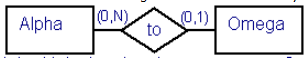 Alpha (0,N) to (0,1) Omega